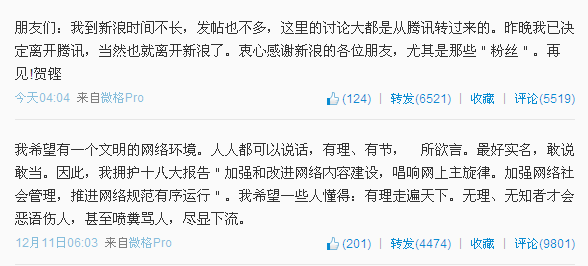 朋友们：我到新浪时间不长，发帖也不多，这里的讨论大都是从腾讯转过来的。昨晚我已决
定离开腾讯，当然也就离开新浪了。衷心感谢新浪的各位朋友，尤其是那些＂粉丝＂。再
见!贺铿
今天04:04 来自微格Pro (124) | 转发(6521) | 收藏 | 评论(5519)
我希望有一个文明的网络环境。人人都可以说话，有理、有节，　所欲言。最好实名，敢说
敢当。因此，我拥护十八大报告＂加强和改进网络内容建设，唱响网上主旋律。加强网络社
会管理，推进网络规范有序运行＂。我希望一些人懂得：有理走遍天下。无理、无知者才会
恶语伤人，甚至喷粪骂人，尽显下流。
12月11日06:03 来自微格Pro (201) | 转发(4474) | 收藏 | 评论(9801)